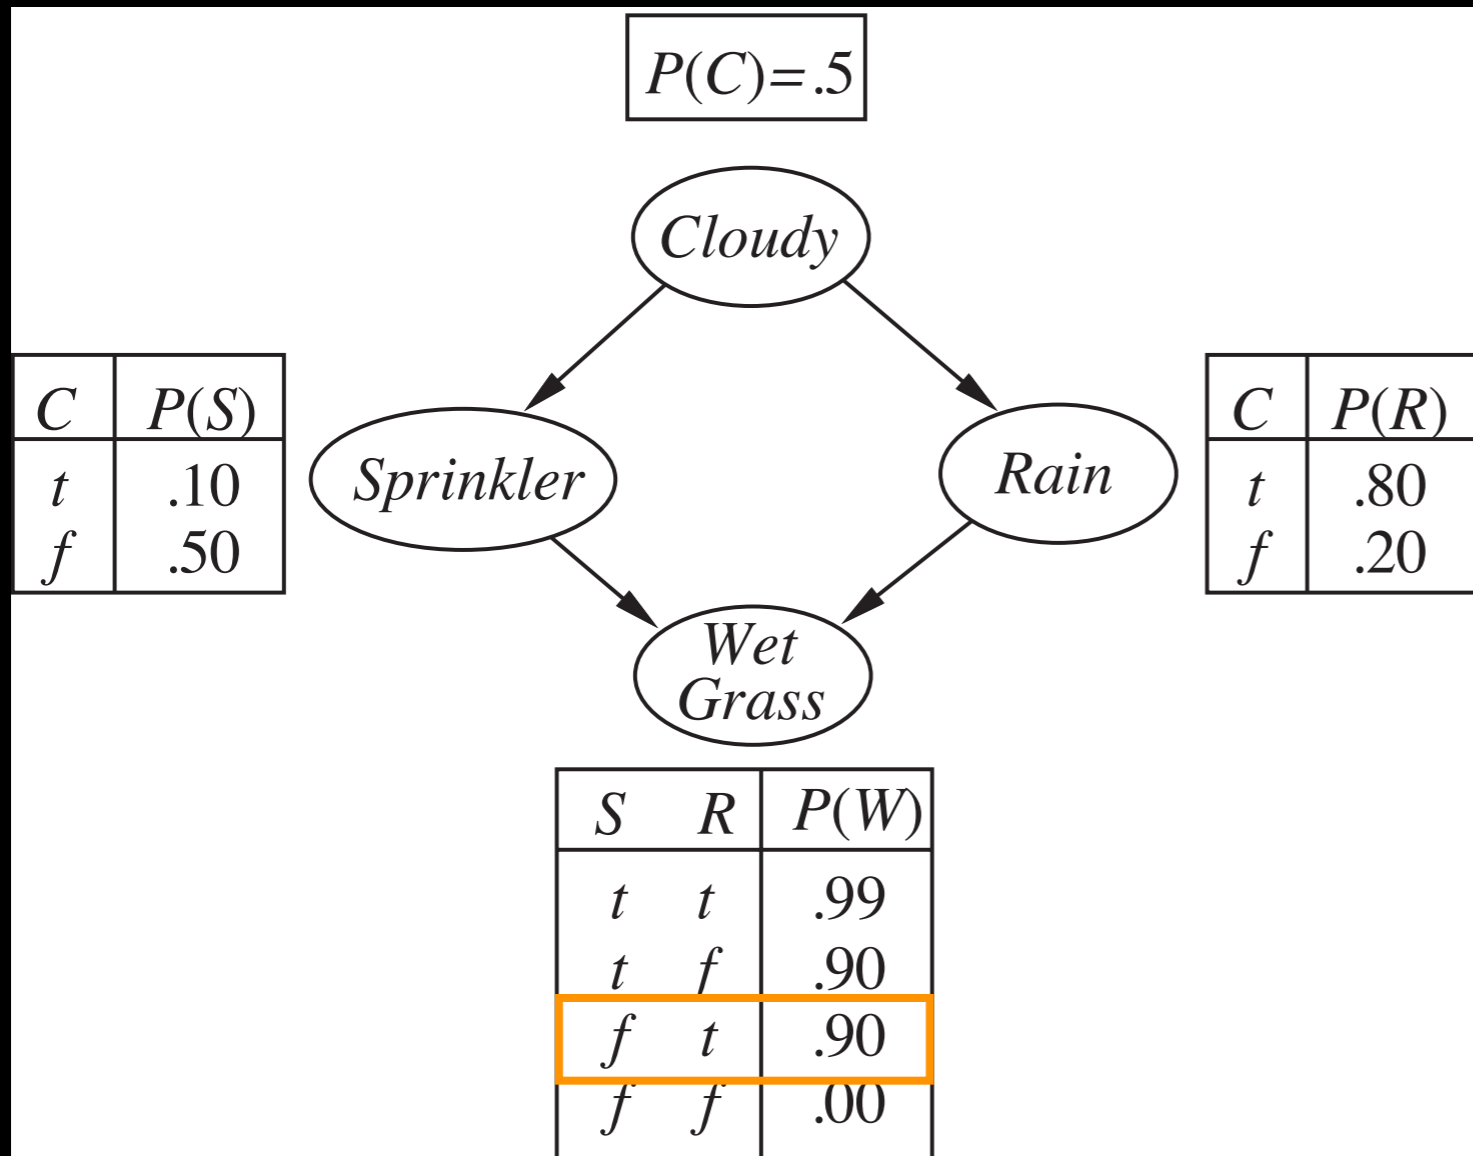 P(C)=.5
Cloudy
C P(S)
t .10
f .50
Sprinkler
Rain
C P(R)
t .80
f .20
Wet
Grass
S R P(W)
t t .99
t f .90
f t .90
f f .00